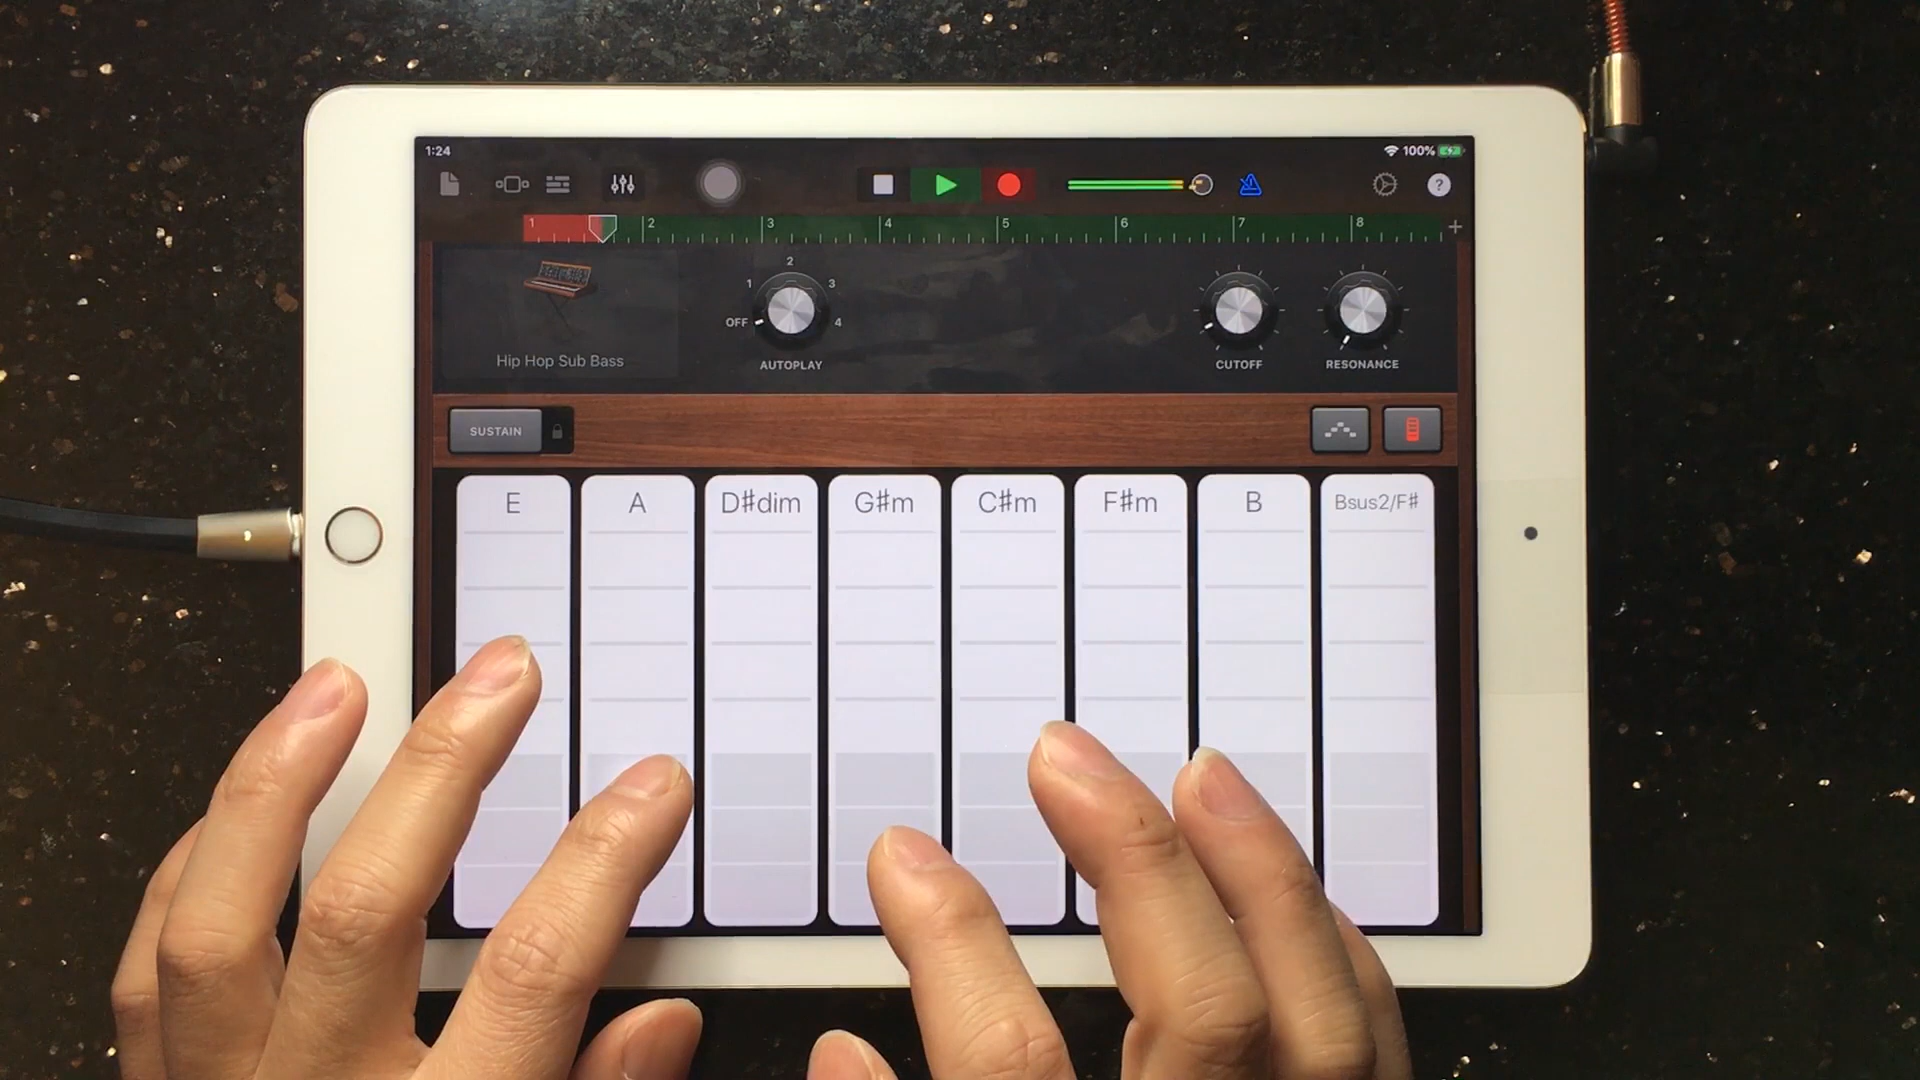 1:24
100%
?
1 2 3 4 5 6 7 8 +
OFF 1 2 3 4
Hip Hop Sub Bass
AUTOPLAY
CUTOFF
RESONANCE
SUSTAIN
E A D♯dim G♯m C♯m F♯m B Bsus2/F♯